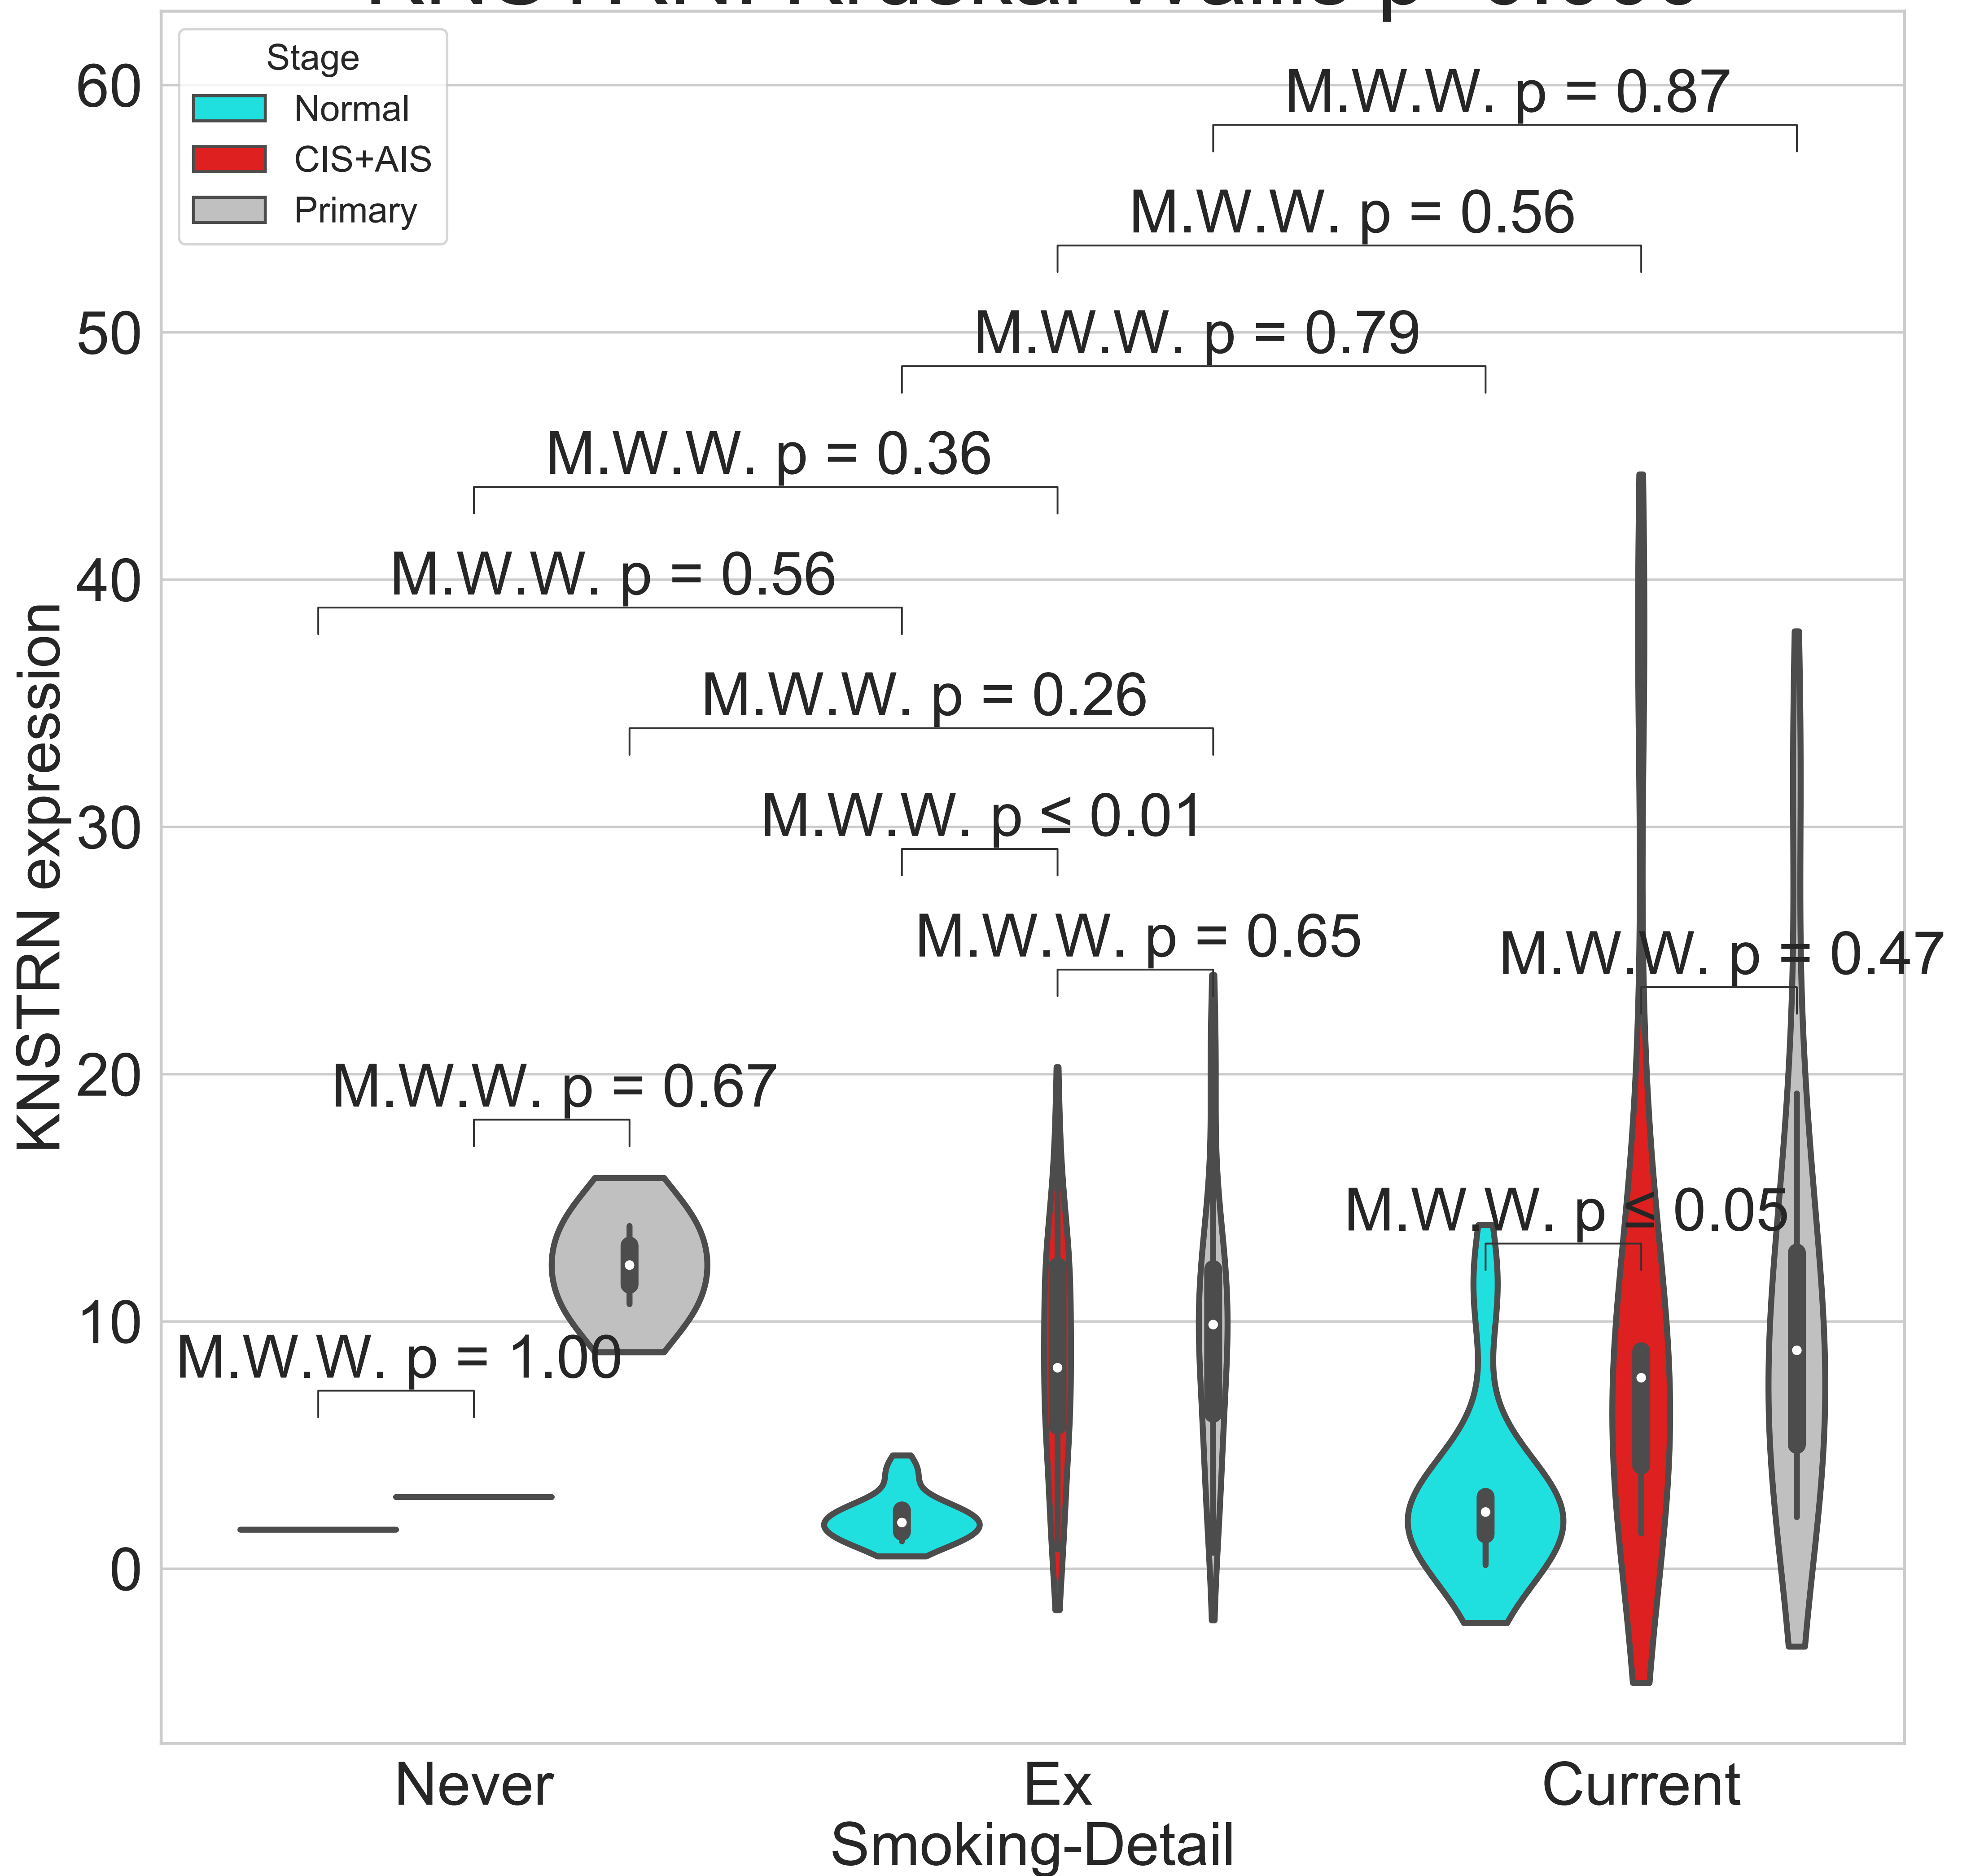 Stage
Normal
CIS+AIS
Primary
60
50
40
30
20
10
0
KNSTRN expression
M.W.W. p = 0.87
M.W.W. p = 0.56
M.W.W. p = 0.79
M.W.W. p = 0.36
M.W.W. p = 0.56
M.W.W. p = 0.26
M.W.W. p ≤ 0.01
M.W.W. p = 0.65
M.W.W. p = 0.47
M.W.W. p = 0.67
M.W.W. p ≤ 0.05
M.W.W. p = 1.00
Never
Ex
Current
Smoking-Detail